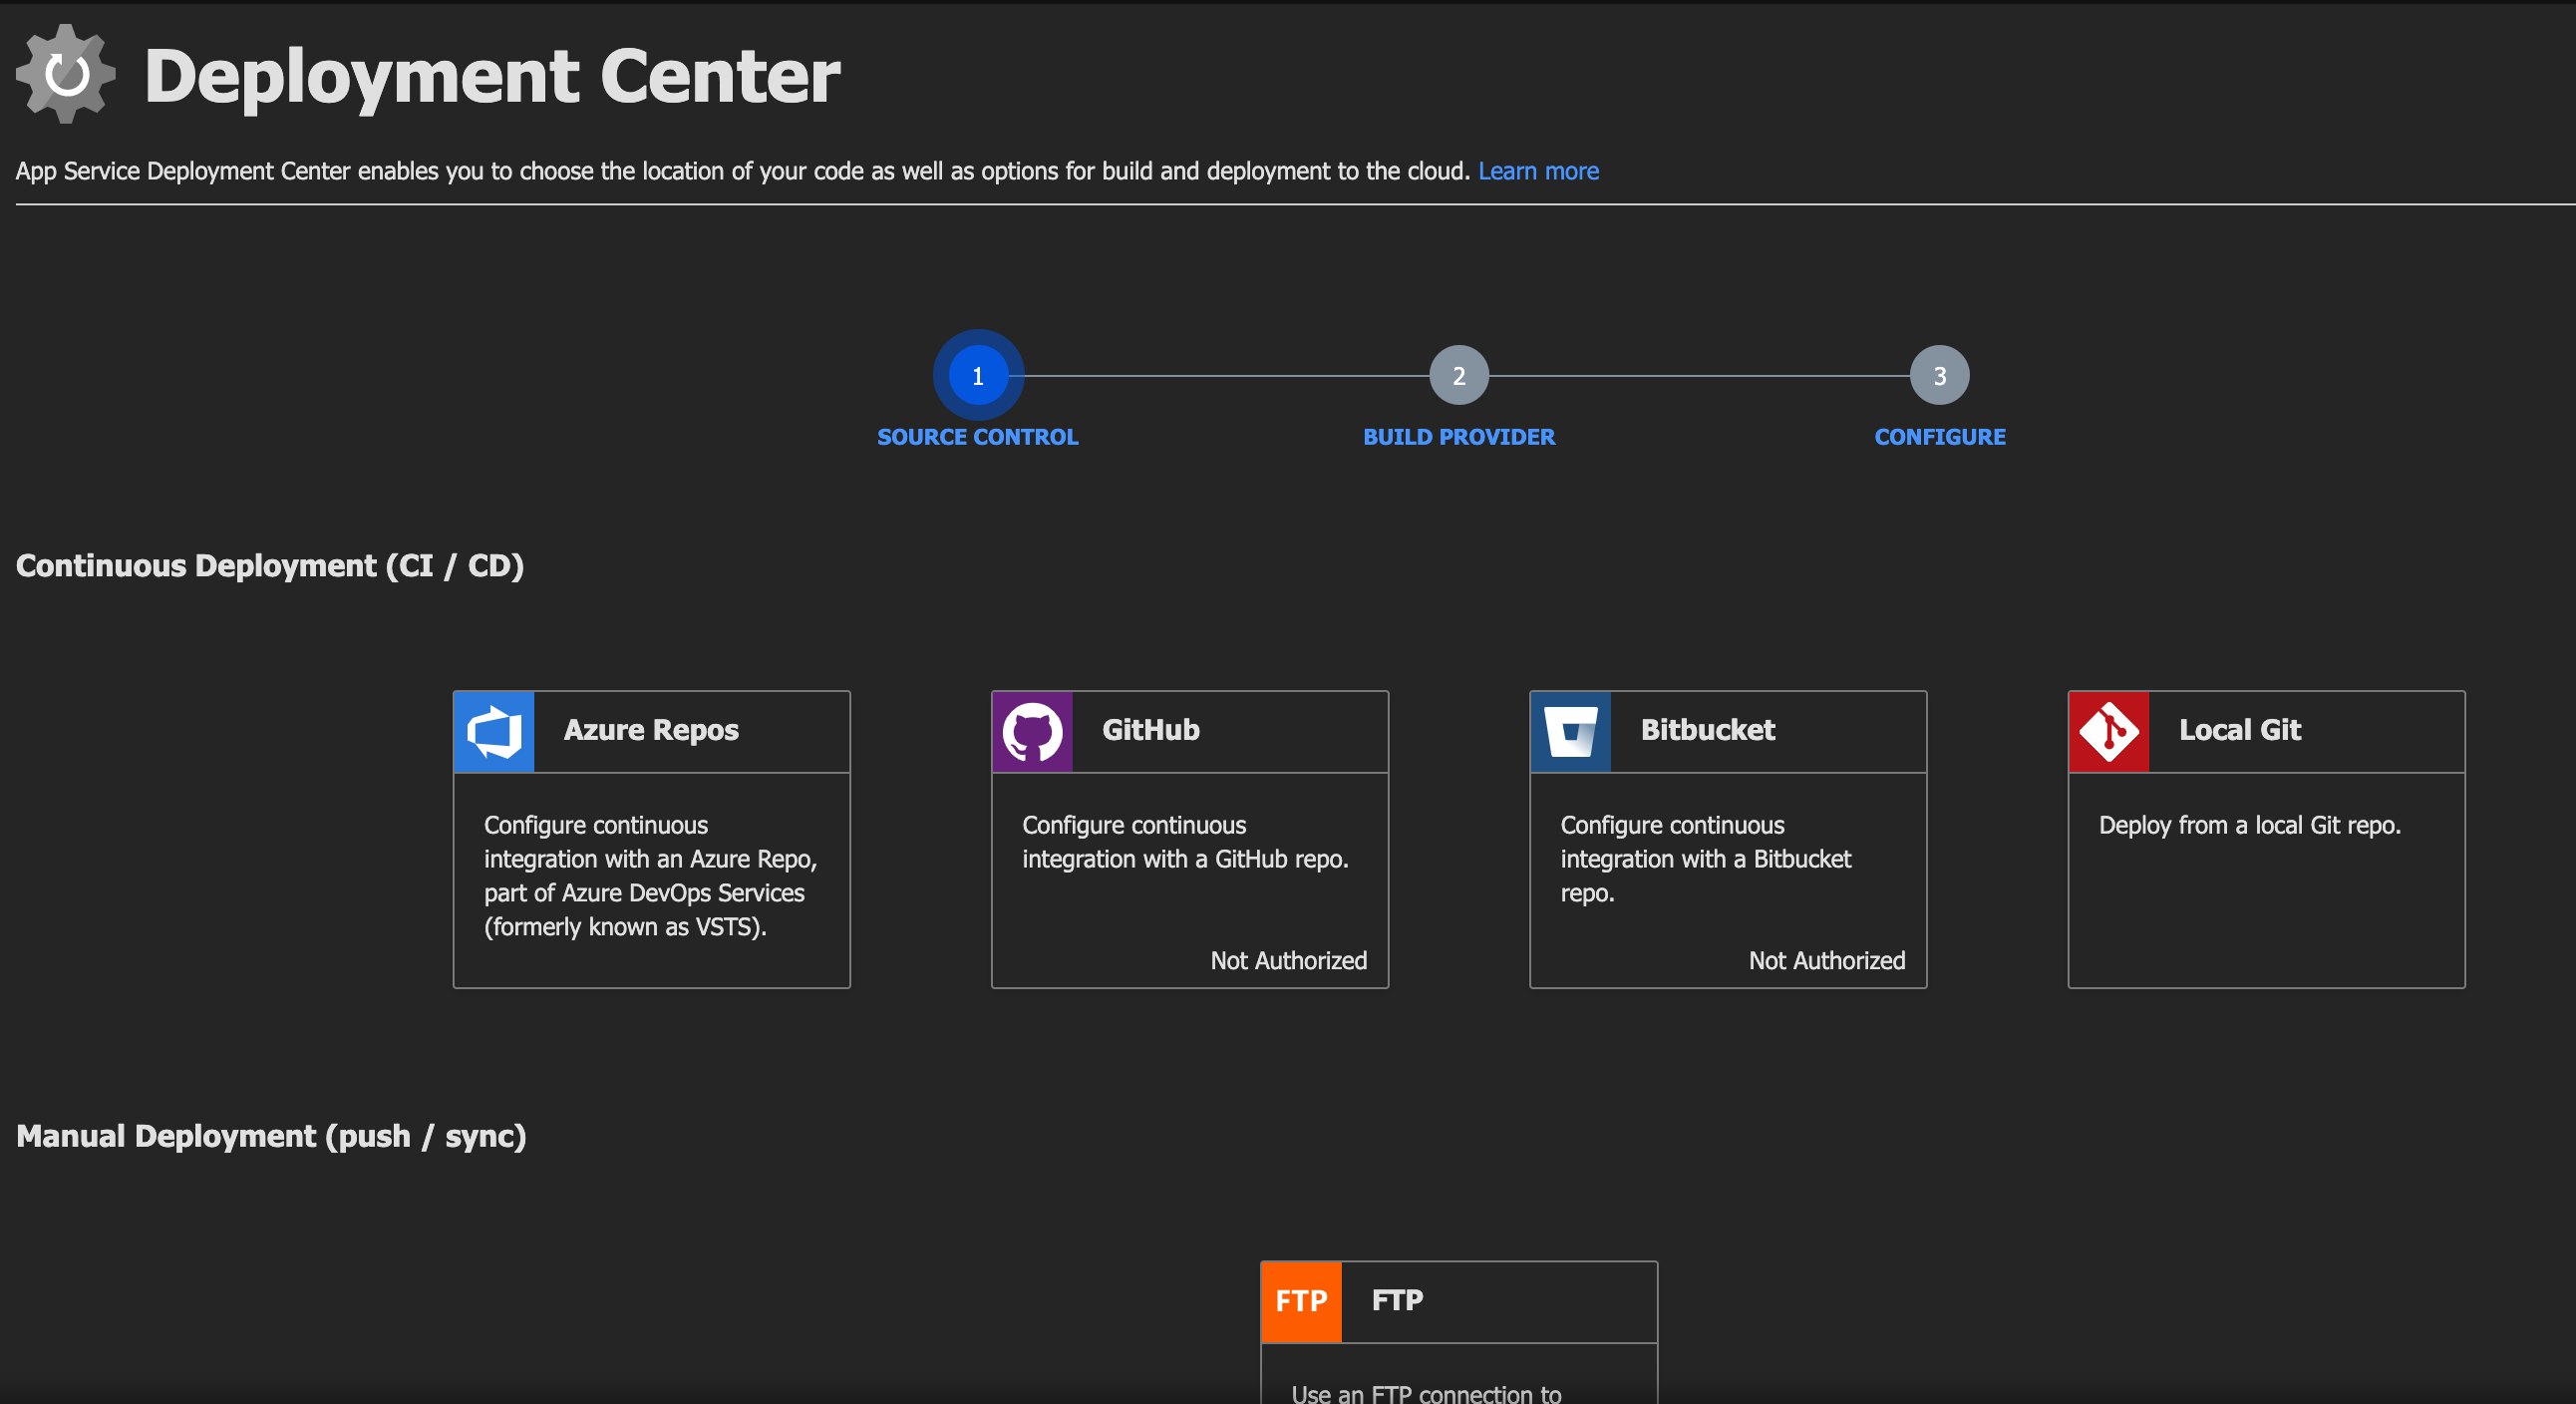 Deployment Center
App Service Deployment Center enables you to choose the location of your code as well as options for build and deployment to the cloud. Learn more
1
2
3
SOURCE CONTROL
BUILD PROVIDER
CONFIGURE
Continuous Deployment (CI / CD)
Azure Repos
Configure continuous
integration with an Azure Repo,
part of Azure DevOps Services
(formerly known as VSTS).
GitHub
Configure continuous
integration with a GitHub repo.
Not Authorized
Bitbucket
Configure continuous
integration with a Bitbucket
repo.
Not Authorized
Local Git
Deploy from a local Git repo.
Manual Deployment (push / sync)
FTP
FTP
Use an FTP connection to